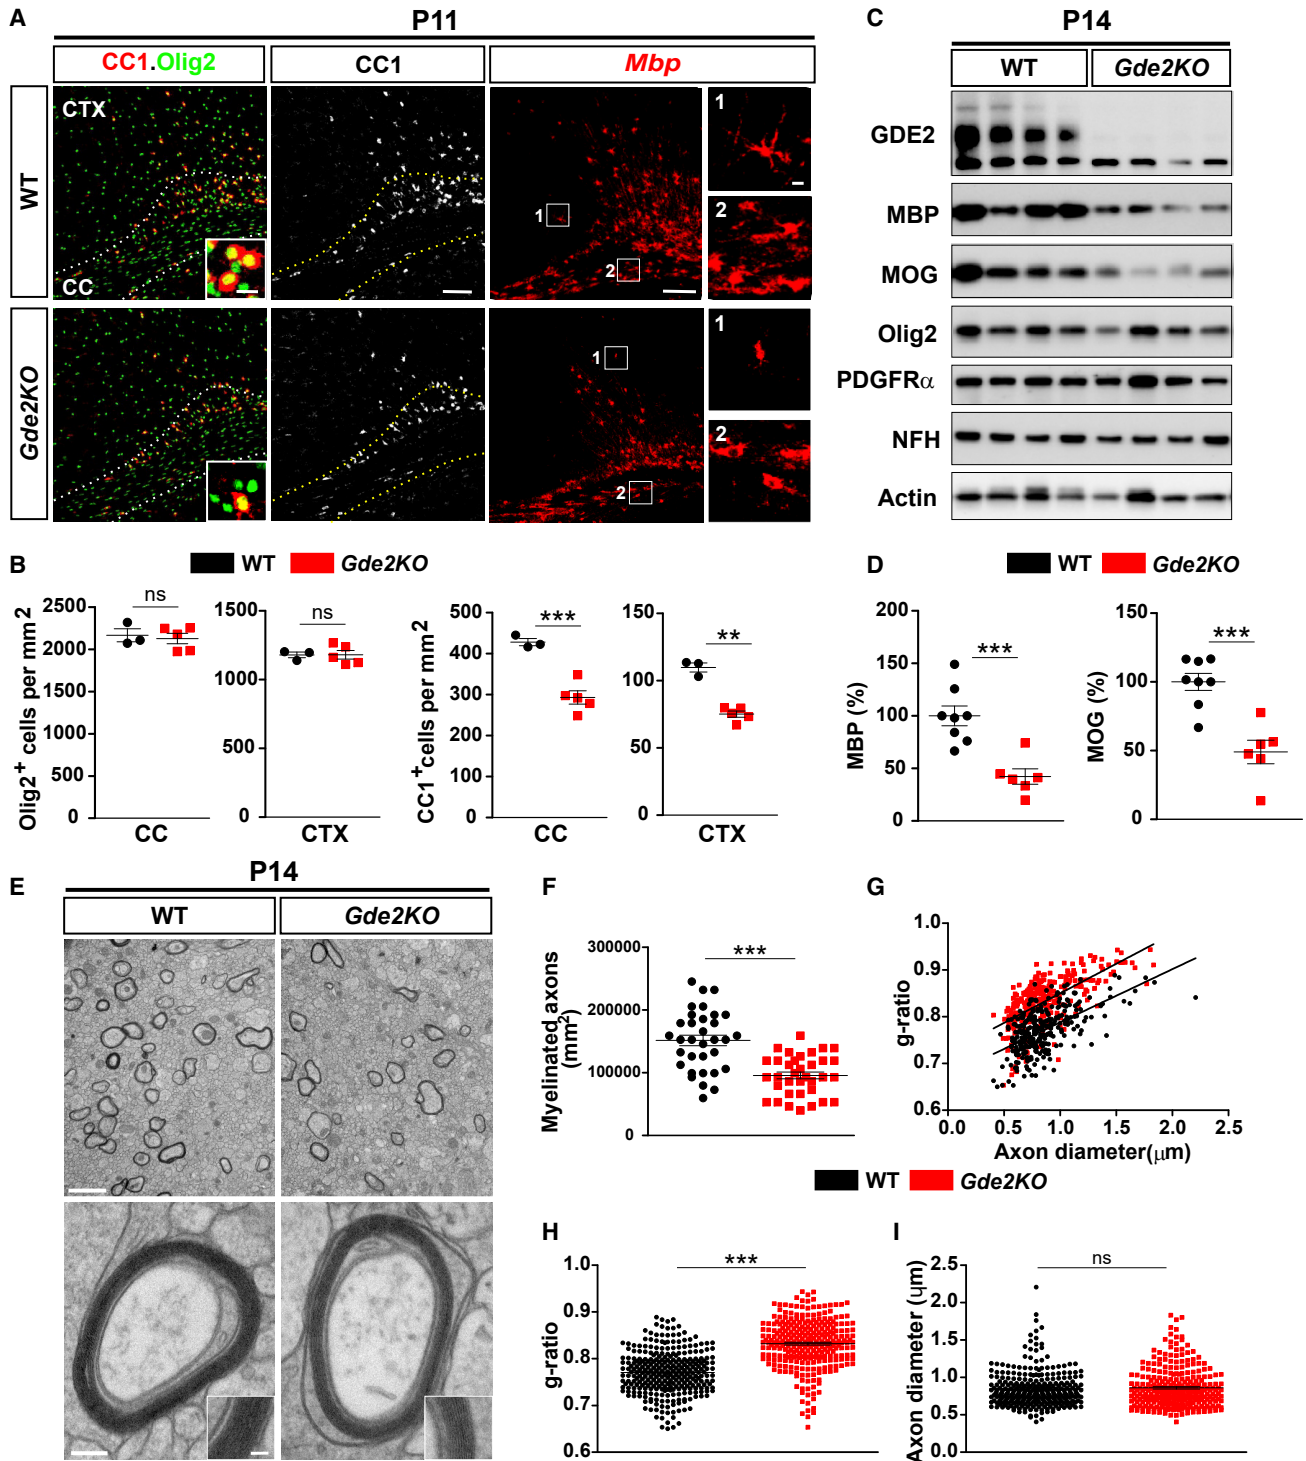 A
P11
CC1.Olig2
CC1
Mbp
WT
CTX
CC
1
2
1
2
Gde2KO
1
2
1
2
C
P14
WT
Gde2KO
GDE2
MBP
MOG
Olig2
PDGFRα
NFH
Actin
B
WT
Gde2KO
Olig2+ cells per mm2
2500
2000
1500
1000
500
0
ns
CC
1500
1000
500
0
ns
CTX
CC1+cells per mm2
500
400
300
200
100
0
***
CC
150
100
50
0
**
CTX
D
WT
Gde2KO
MBP (%)
200
150
100
50
0
***
MOG (%)
150
100
50
0
***
E
P14
WT
Gde2KO
F
Myelinated axons
(mm2)
300000
200000
100000
0
***
G
g-ratio
1.0
0.9
0.8
0.7
0.6
0.0
0.5
1.0
1.5
2.0
2.5
Axon diameter(μm)
WT
Gde2KO
H
g-ratio
1.0
0.9
0.8
0.7
0.6
***
I
Axon diameter (μm)
2.5
2.0
1.5
1.0
0.5
0.0
ns